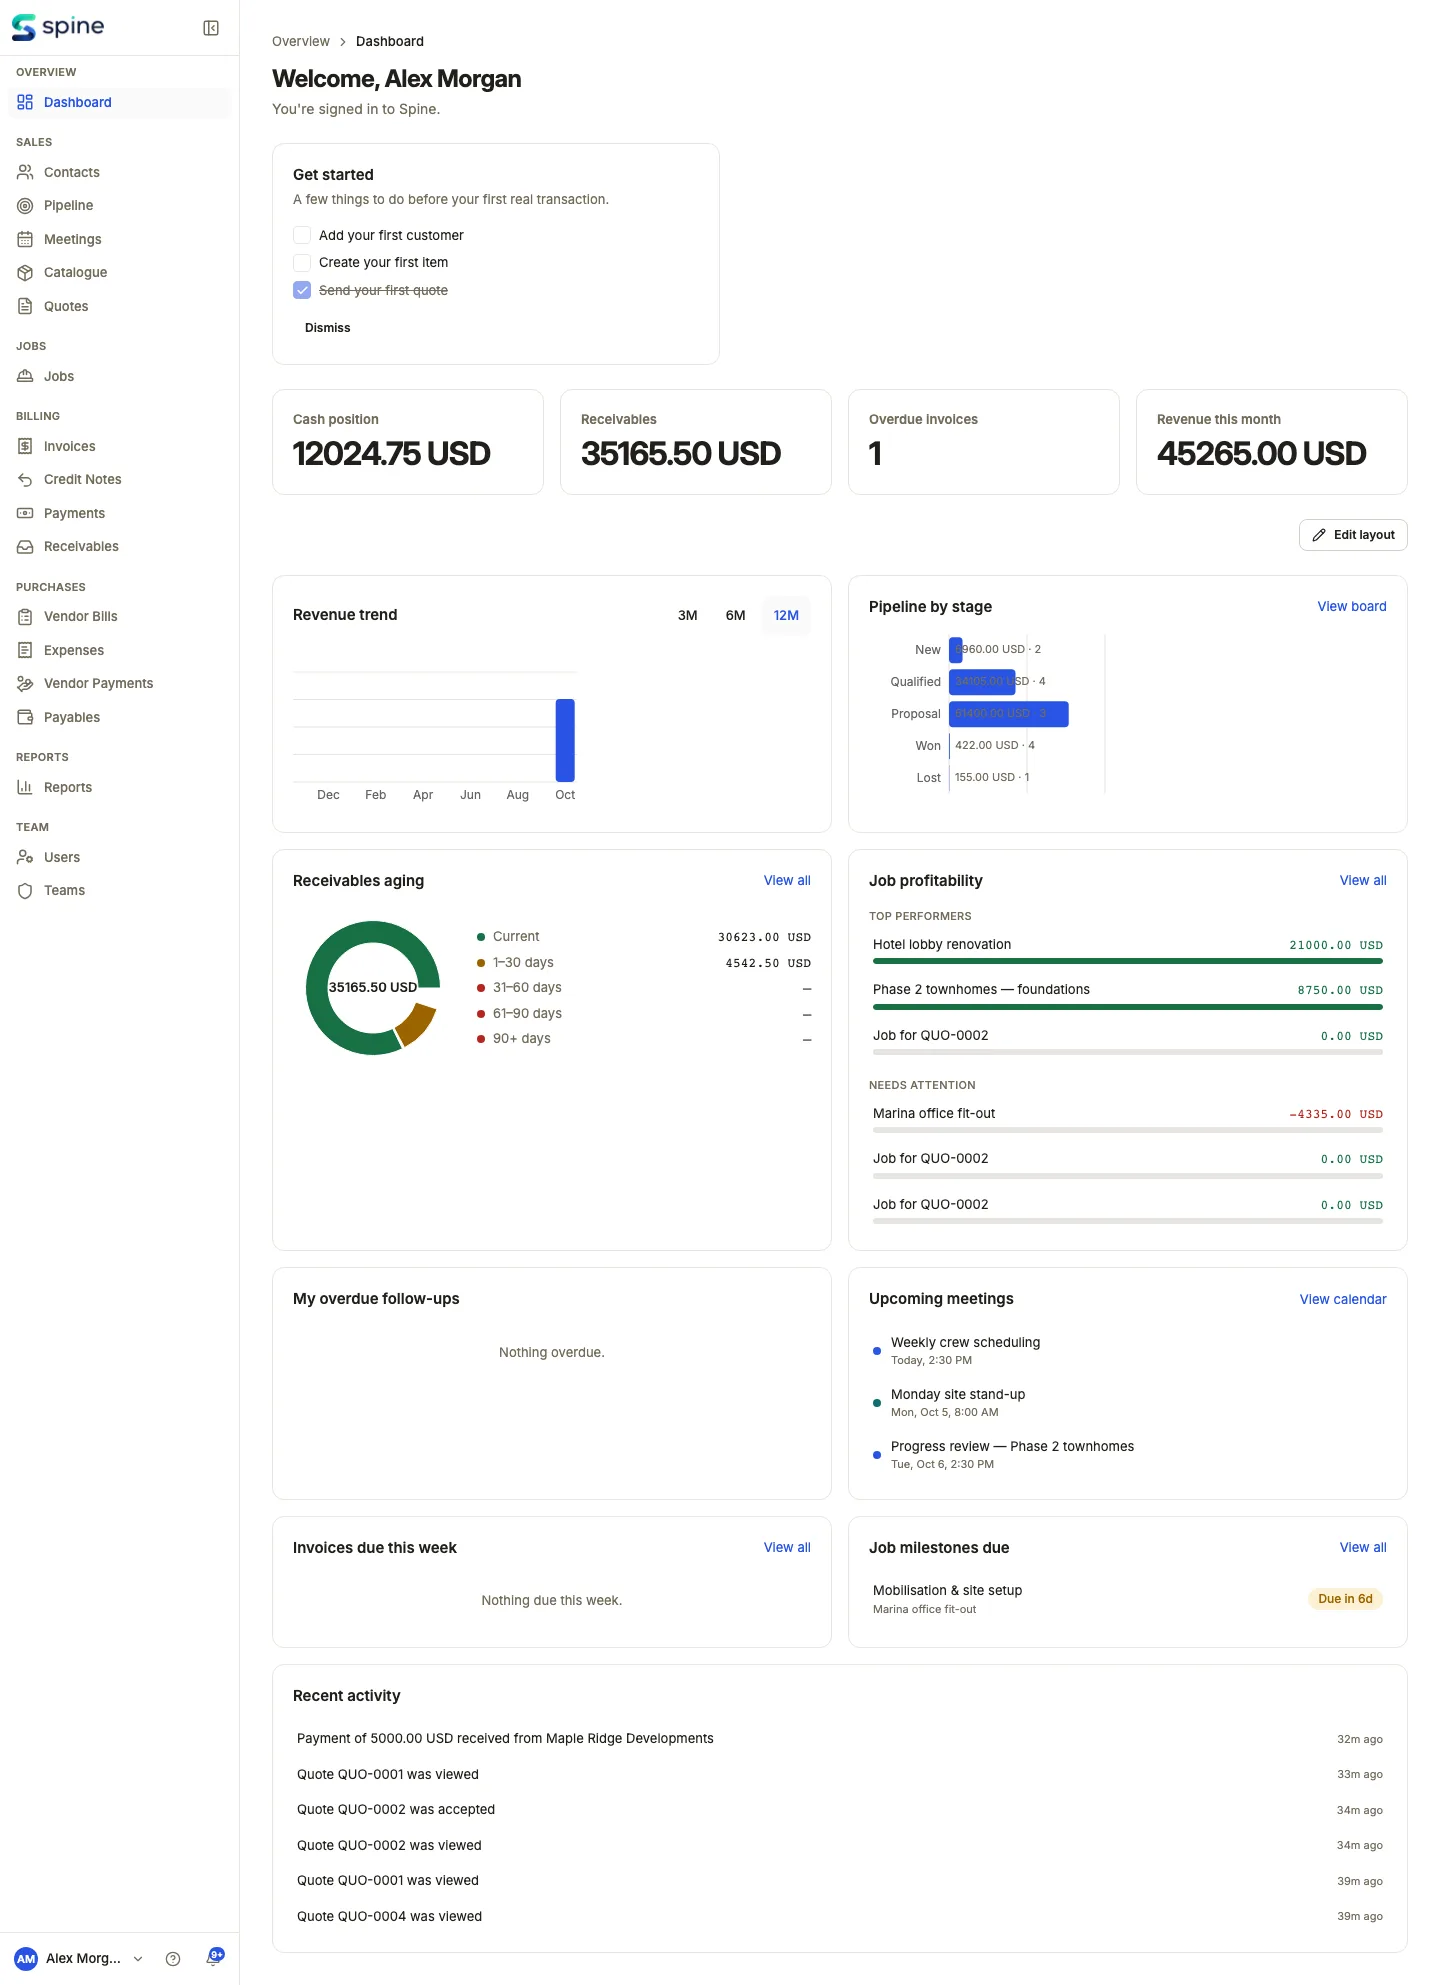 spine
OVERVIEW
Dashboard
SALES
Contacts
Pipeline
Meetings
Catalogue
Quotes
JOBS
Jobs
BILLING
Invoices
Credit Notes
Payments
Receivables
PURCHASES
Vendor Bills
Expenses
Vendor Payments
Payables
REPORTS
Reports
TEAM
Users
Teams
AM Alex Morg... 9+
Overview > Dashboard
Welcome, Alex Morgan
You're signed in to Spine.
Get started
A few things to do before your first real transaction.
Add your first customer
Create your first item
Send your first quote
Dismiss
Cash position
12024.75 USD
Receivables
35165.50 USD
Overdue invoices
1
Revenue this month
45265.00 USD
Edit layout
Revenue trend 3M 6M 12M
Dec Feb Apr Jun Aug Oct
Pipeline by stage View board
New 960.00 USD · 2
Qualified USD · 4
Proposal USD · 3
Won 422.00 USD · 4
Lost 155.00 USD · 1
Receivables aging View all
35165.50 USD
Current 30623.00 USD
1–30 days 4542.50 USD
31–60 days —
61–90 days —
90+ days —
Job profitability View all
TOP PERFORMERS
Hotel lobby renovation 21000.00 USD
Phase 2 townhomes — foundations 8750.00 USD
Job for QUO-0002 0.00 USD
NEEDS ATTENTION
Marina office fit-out −4335.00 USD
Job for QUO-0002 0.00 USD
Job for QUO-0002 0.00 USD
My overdue follow-ups
Nothing overdue.
Upcoming meetings View calendar
Weekly crew scheduling
Today, 2:30 PM
Monday site stand-up
Mon, Oct 5, 8:00 AM
Progress review — Phase 2 townhomes
Tue, Oct 6, 2:30 PM
Invoices due this week View all
Nothing due this week.
Job milestones due View all
Mobilisation & site setup
Marina office fit-out
Due in 6d
Recent activity
Payment of 5000.00 USD received from Maple Ridge Developments 32m ago
Quote QUO-0001 was viewed 33m ago
Quote QUO-0002 was accepted 34m ago
Quote QUO-0002 was viewed 34m ago
Quote QUO-0001 was viewed 39m ago
Quote QUO-0004 was viewed 39m ago